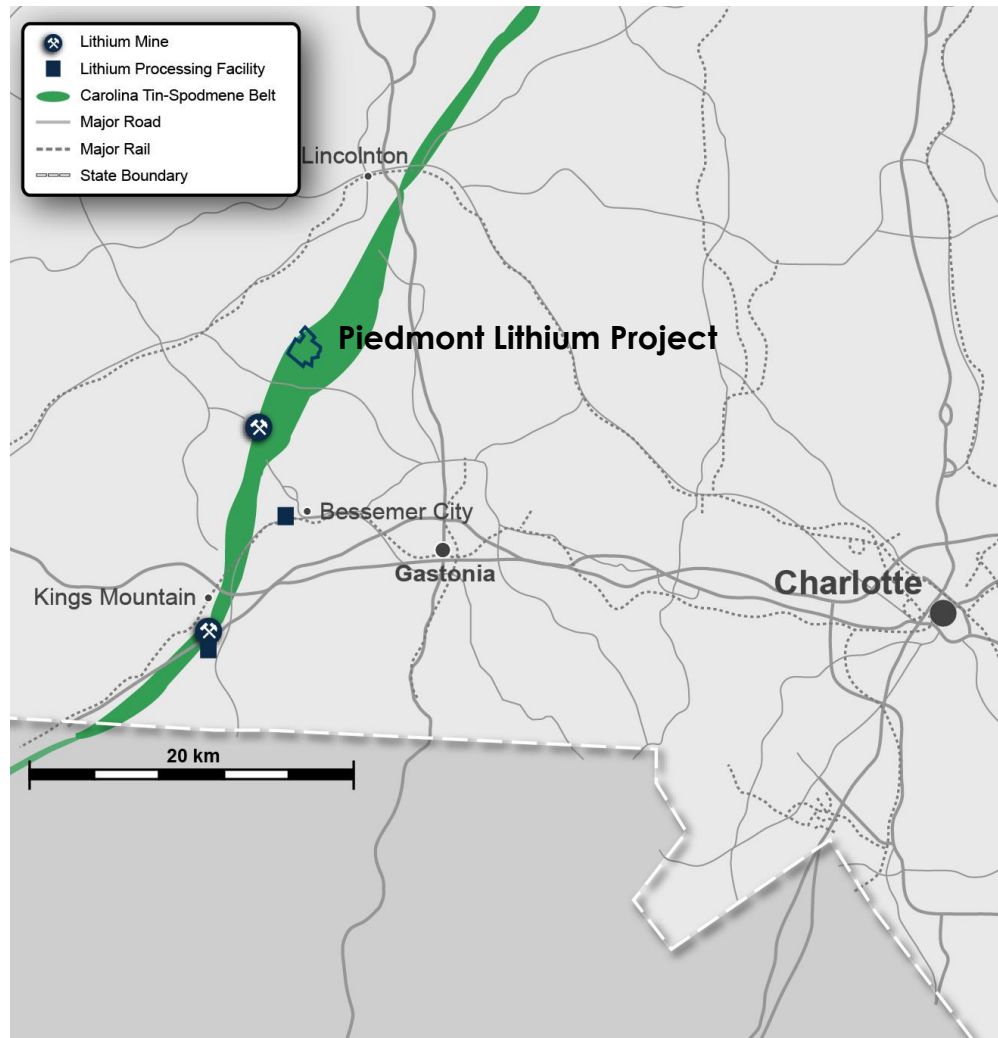 Lithium Mine
Lithium Processing Facility
Carolina Tin-Spodmene Belt
Major Road
Major Rail
State Boundary
Lincolnton
Piedmont Lithium Project
Bessemer City
Gastonia
Charlotte
Kings Mountain
20 km